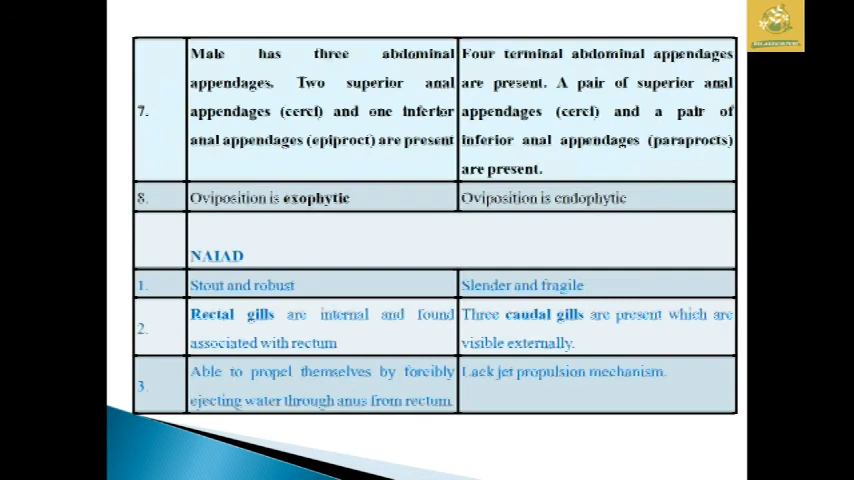 7.
Male has three abdominal
appendages. Two superior anal
appendages (cerci) and one inferior
anal appendages (epiproct) are present
Four terminal abdominal appendages
are present. A pair of superior anal
appendages (cerci) and a pair of
inferior anal appendages (paraprocts)
are present.
8.
Oviposition is exophytic
Oviposition is endophytic
NAIAD
1.
Stout and robust
Slender and fragile
2.
Rectal gills are internal and found
associated with rectum
Three caudal gills are present which are
visible externally.
3.
Able to propel themselves by forcibly
ejecting water through anus from rectum.
Lack jet propulsion mechanism.